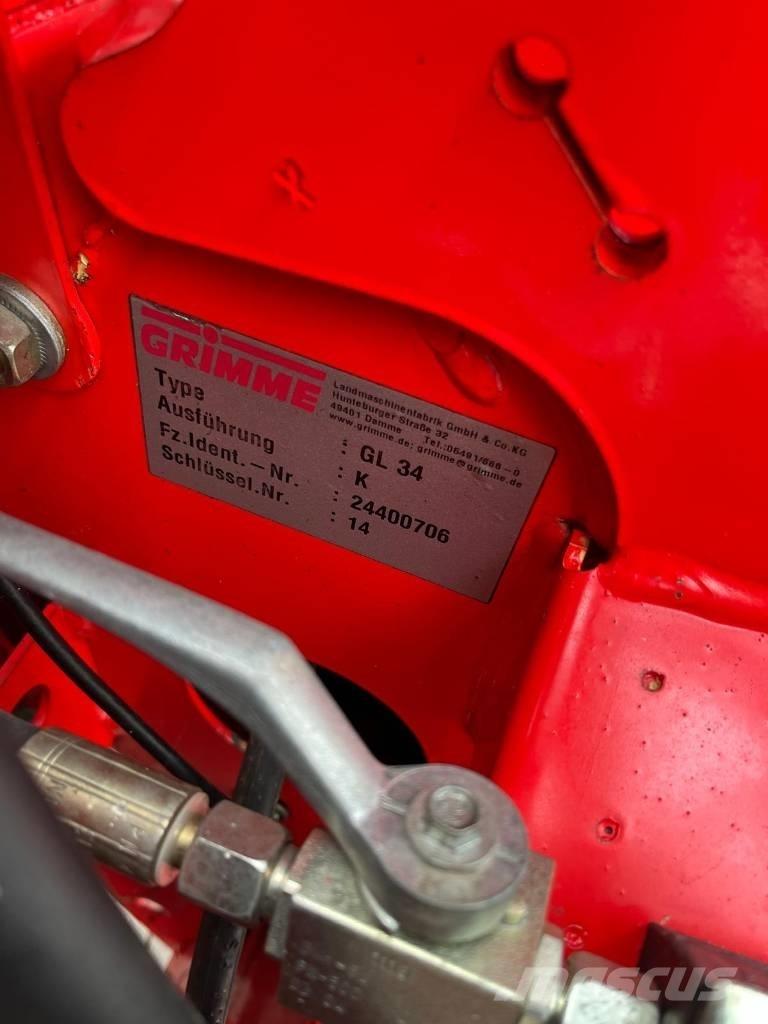 GRIMME
Landmaschinenfabrik GmbH & Co.KG
Hunteburger Straße 32
49401 Damme Tel.:05491/666-0
www.grimme.de; grimme@grimme.de
Type : GL 34
Ausführung : K
Fz.Ident.-Nr. : 24400706
Schlüssel.Nr. : 14
mascus